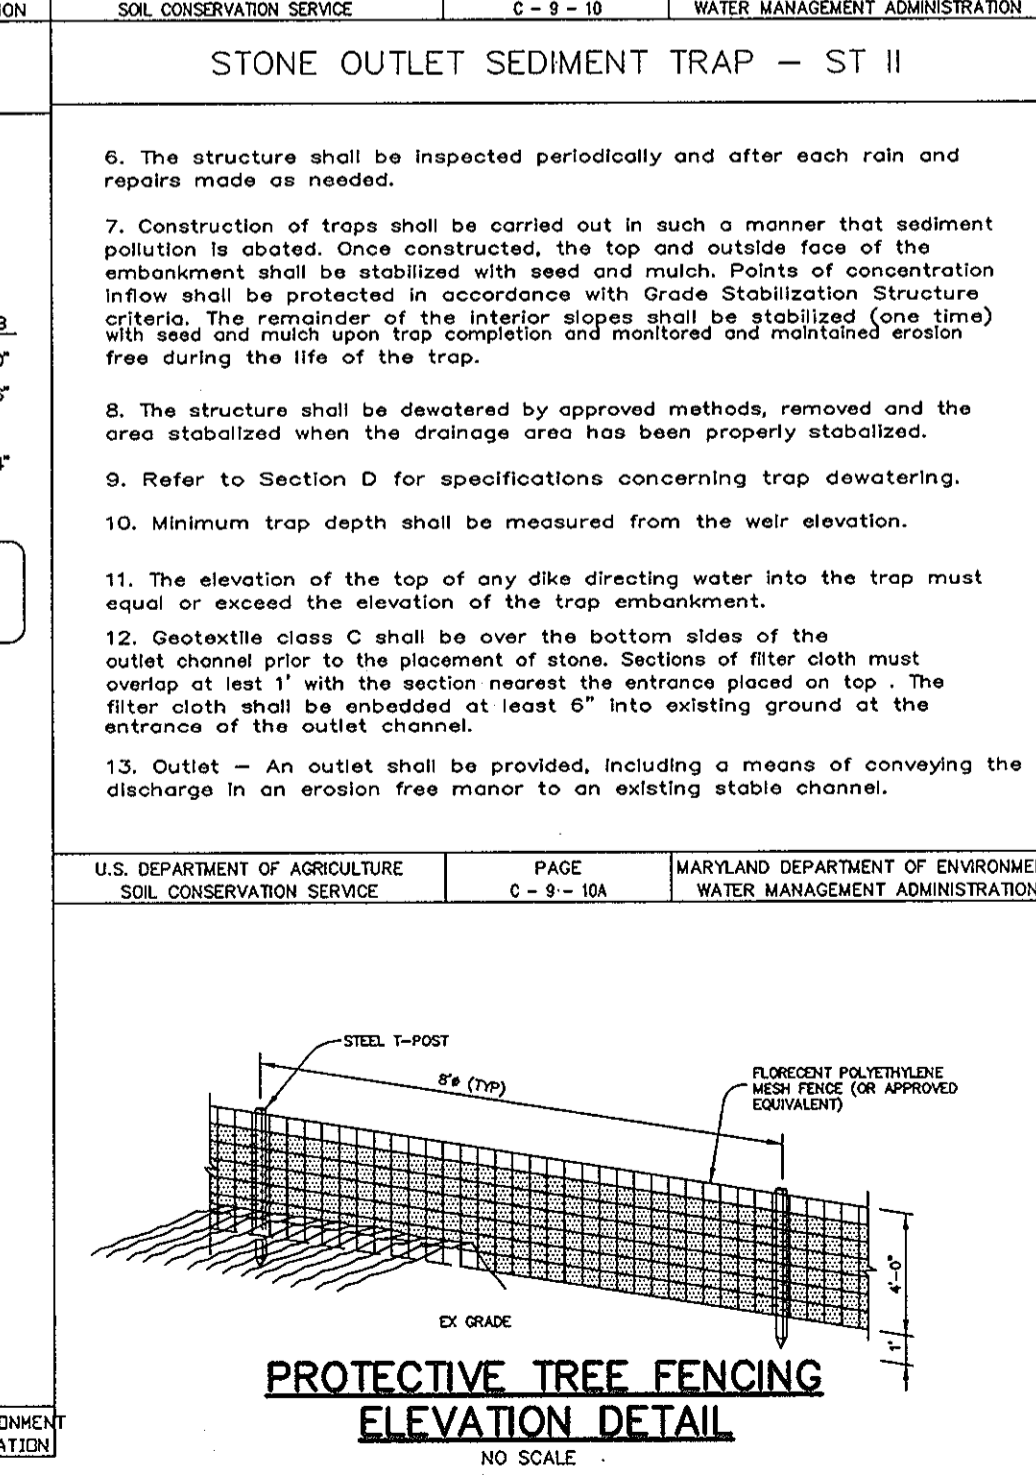 ION
SOIL CONSERVATION SERVICE
C - 9 - 10
WATER MANAGEMENT ADMINISTRATION
STONE OUTLET SEDIMENT TRAP - ST II
6. The structure shall be inspected periodically and after each rain and
repairs made as needed.
7. Construction of traps shall be carried out in such a manner that sediment
pollution is abated. Once constructed, the top and outside face of the
embankment shall be stabilized with seed and mulch. Points of concentration
inflow shall be protected in accordance with Grade Stabilization Structure
criteria. The remainder of the interior slopes shall be stabilized (one time)
with seed and mulch upon trap completion and monitored and maintained erosion
free during the life of the trap.
8. The structure shall be dewatered by approved methods, removed and the
area stabalized when the drainage area has been properly stabalized.
9. Refer to Section D for specifications concerning trap dewatering.
10. Minimum trap depth shall be measured from the weir elevation.
11. The elevation of the top of any dike directing water into the trap must
equal or exceed the elevation of the trap embankment.
12. Geotextile class C shall be over the bottom sides of the
outlet channel prior to the placement of stone. Sections of filter cloth must
overlap at lest 1' with the section nearest the entrance placed on top . The
filter cloth shall be enbedded at least 6" into existing ground at the
entrance of the outlet channel.
13. Outlet - An outlet shall be provided, including a means of conveying the
discharge in an erosion free manor to an existing stable channel.
U.S. DEPARTMENT OF AGRICULTURE
SOIL CONSERVATION SERVICE
PAGE
C - 9 - 10A
MARYLAND DEPARTMENT OF ENVIRONME
WATER MANAGEMENT ADMINISTRATION
STEEL T-POST
8'ø (TYP)
FLORECENT POLYETHYLENE
MESH FENCE (OR APPROVED
EQUIVALENT)
4'-0"
1'
EX GRADE
PROTECTIVE TREE FENCING
ELEVATION DETAIL
NO SCALE
ONMENT
ATION